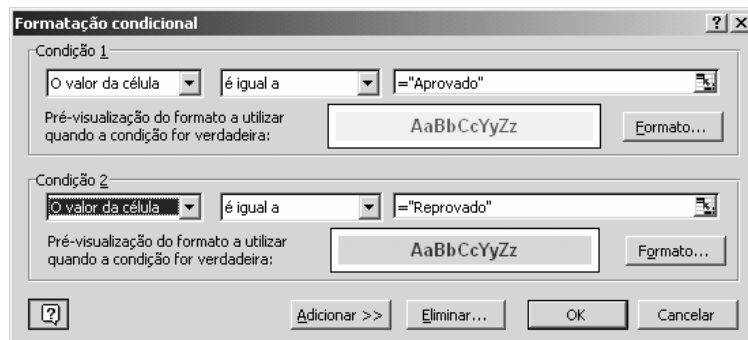 Formatação condicional
Condição 1
O valor da célula é igual a ="Aprovado"
Pré-visualização do formato a utilizar
quando a condição for verdadeira:
AaBbCcYyZz
Formato...
Condição 2
O valor da célula é igual a ="Reprovado"
Pré-visualização do formato a utilizar
quando a condição for verdadeira:
AaBbCcYyZz
Formato...
Adicionar >> Eliminar... OK Cancelar